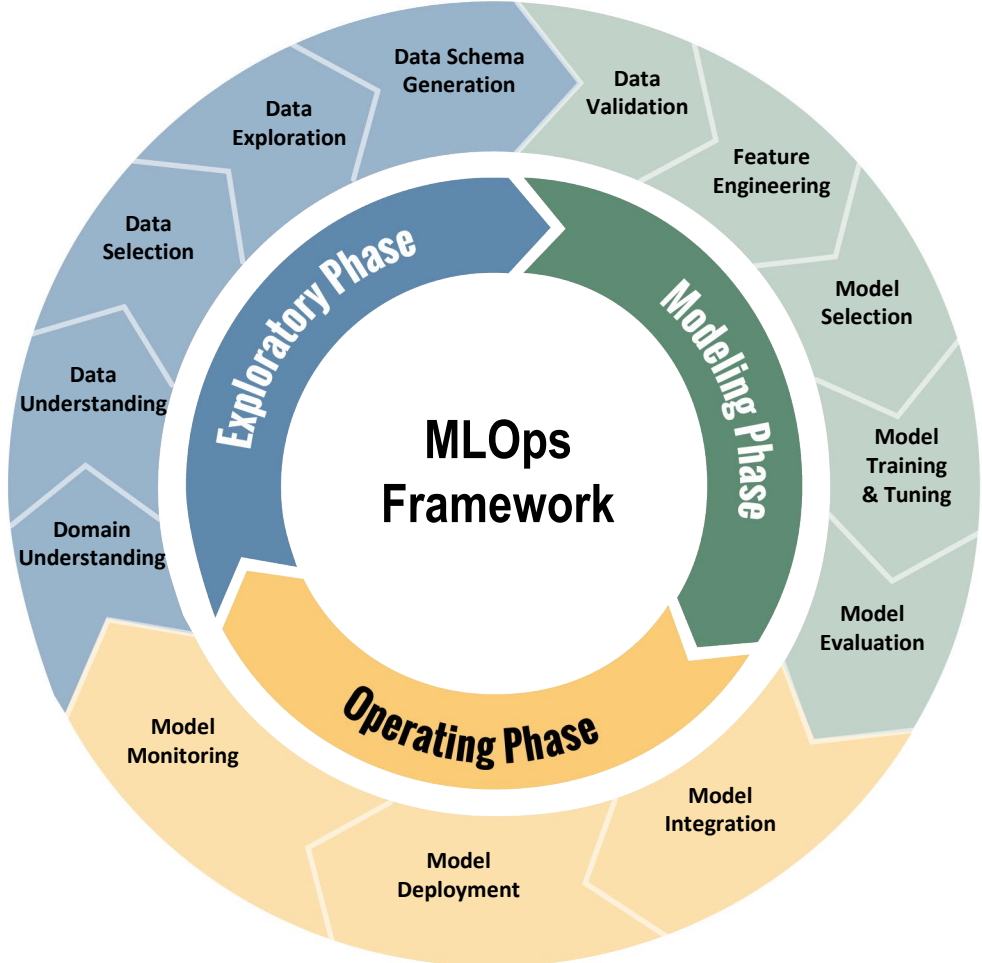 Data Schema
Generation
Data
Validation
Data
Exploration
Feature
Engineering
Data
Selection
Model
Selection
Data
Understanding
Model
Training
& Tuning
Domain
Understanding
Model
Evaluation
Model
Monitoring
Model
Integration
Model
Deployment
Exploratory Phase
Modeling Phase
Operating Phase
MLOps
Framework